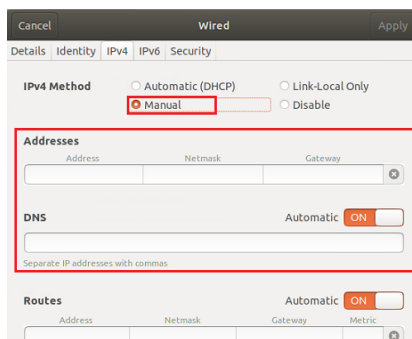 Cancel Wired Apply
Details Identity IPv4 IPv6 Security
IPv4 Method Automatic (DHCP) Link-Local Only
Manual Disable
Addresses
Address Netmask Gateway
DNS Automatic ON
Separate IP addresses with commas
Routes Automatic ON
Address Netmask Gateway Metric